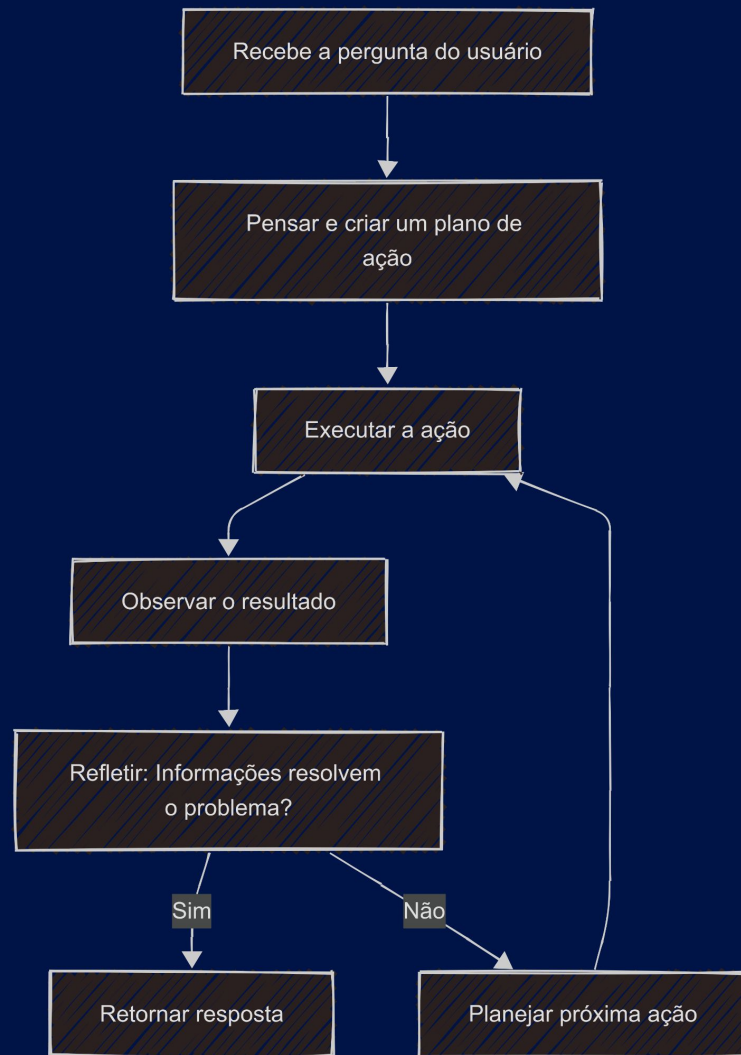 Recebe a pergunta do usuário
Pensar e criar um plano de
ação
Executar a ação
Observar o resultado
Refletir: Informações resolvem
o problema?
Sim
Não
Retornar resposta
Planejar próxima ação